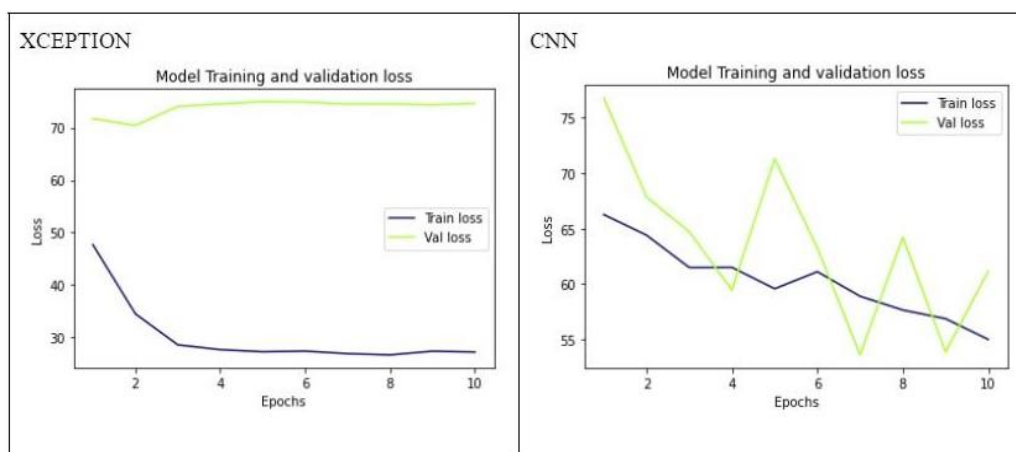 XCEPTION
Model Training and validation loss
70
50
40
30
Loss
Train loss
Val loss
2 4 6 8 10
Epochs
CNN
Model Training and validation loss
75
70
65
60
55
Loss
Train loss
Val loss
2 4 6 8 10
Epochs